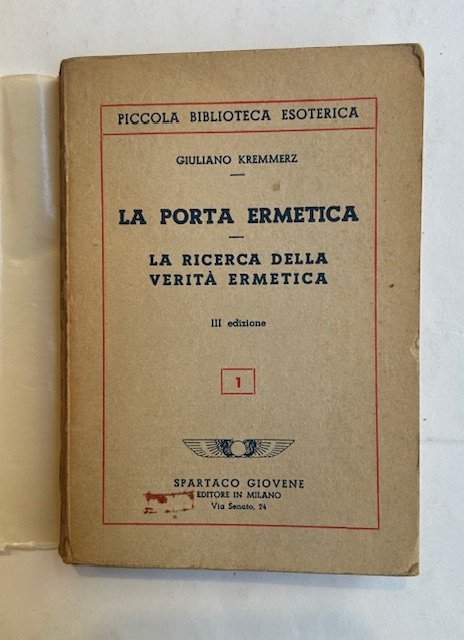 PICCOLA BIBLIOTECA ESOTERICA
GIULIANO KREMMERZ
LA PORTA ERMETICA
LA RICERCA DELLA
VERITÀ ERMETICA
III edizione
1
SPARTACO GIOVENE
EDITORE IN MILANO
Via Senato, 24